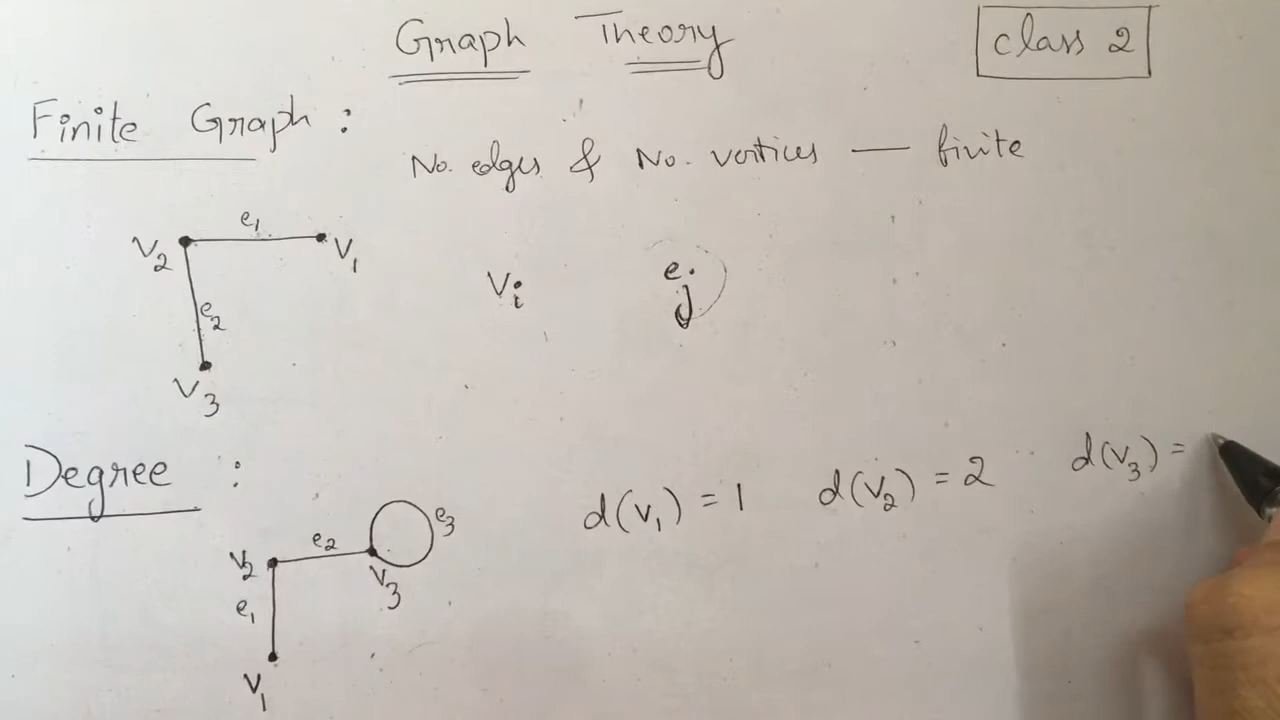 Graph Theory
class 2
Finite Graph :
No. edges & No. vertices — finite
e₁
V₂ V₁
e₂
V₃
Vᵢ eⱼ
Degree :
d(v₁) = 1 d(v₂) = 2 d(v₃) =
e₂ e₃
V₂ V₃
e₁
V₁